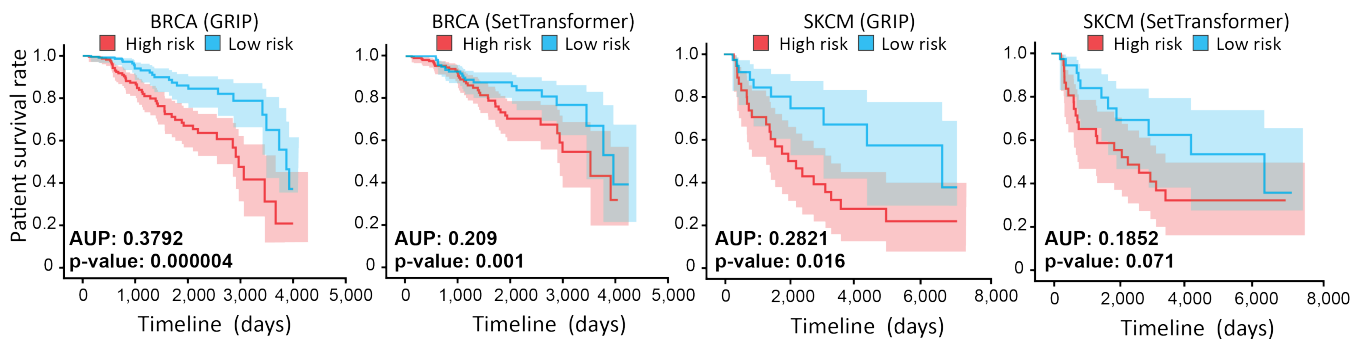 BRCA (GRIP)
High risk Low risk
Patient survival rate
1.0
0.8
0.6
0.4
0.2
0
AUP: 0.3792
p-value: 0.000004
0 1,000 2,000 3,000 4,000 5,000
Timeline (days)
BRCA (SetTransformer)
High risk Low risk
1.0
0.8
0.6
0.4
0.2
0
AUP: 0.209
p-value: 0.001
0 1,000 2,000 3,000 4,000 5,000
Timeline (days)
SKCM (GRIP)
High risk Low risk
1.0
0.8
0.6
0.4
0.2
0
AUP: 0.2821
p-value: 0.016
0 2,000 4,000 6,000 8,000
Timeline (days)
SKCM (SetTransformer)
High risk Low risk
1.0
0.8
0.6
0.4
0.2
0
AUP: 0.1852
p-value: 0.071
0 2,000 4,000 6,000 8,000
Timeline (days)